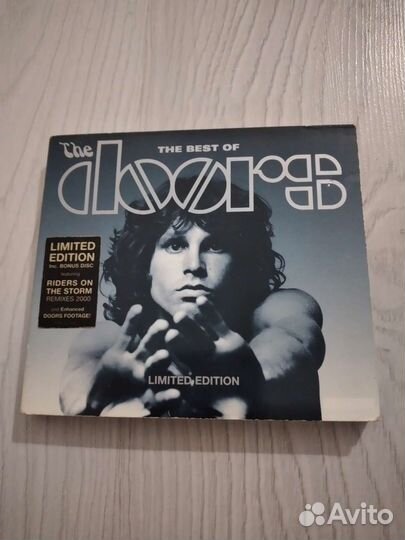 The
THE BEST OF
doors
LIMITED
EDITION
Inc. BONUS DISC
featuring
RIDERS ON
THE STORM
REMIXES 2000
and Enhanced
DOORS FOOTAGE!
LIMITED EDITION
Avito